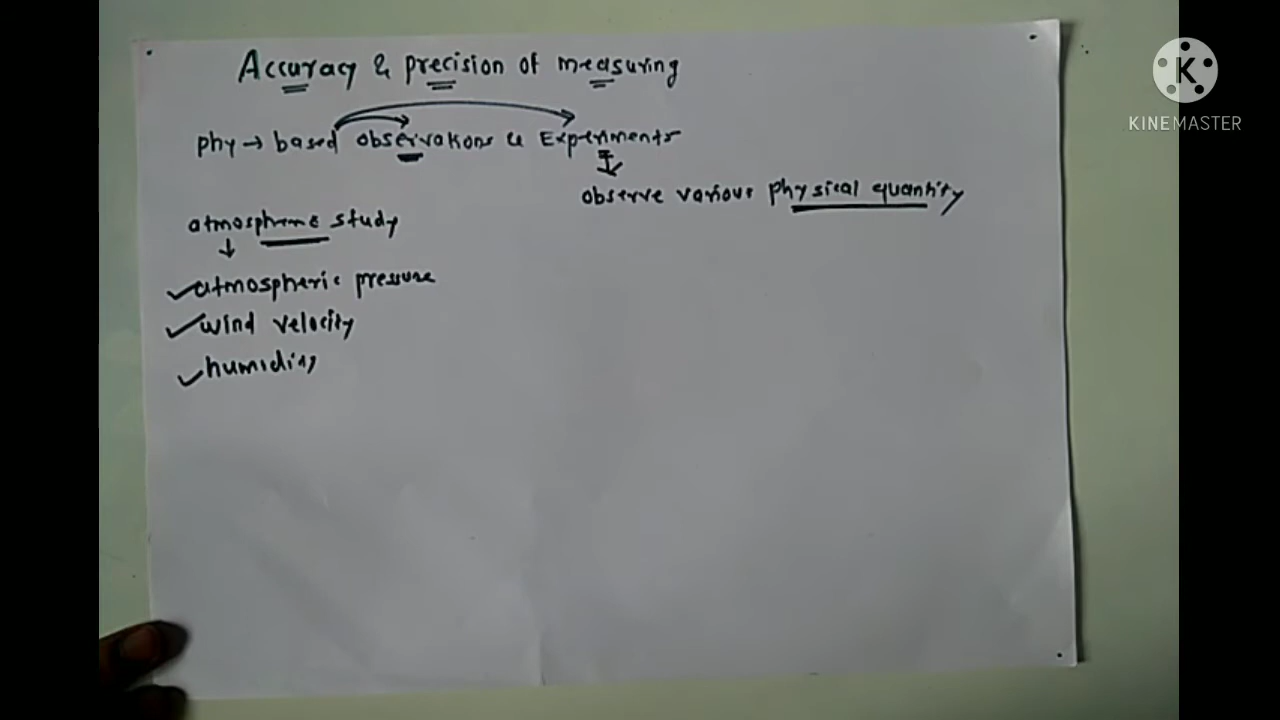 Accuracy & precision of measuring
phy → based observations & Experiments
observe various physical quantity
atmosphere study
✓atmospheric pressure
✓wind velocity
✓humidity
K
KINEMASTER